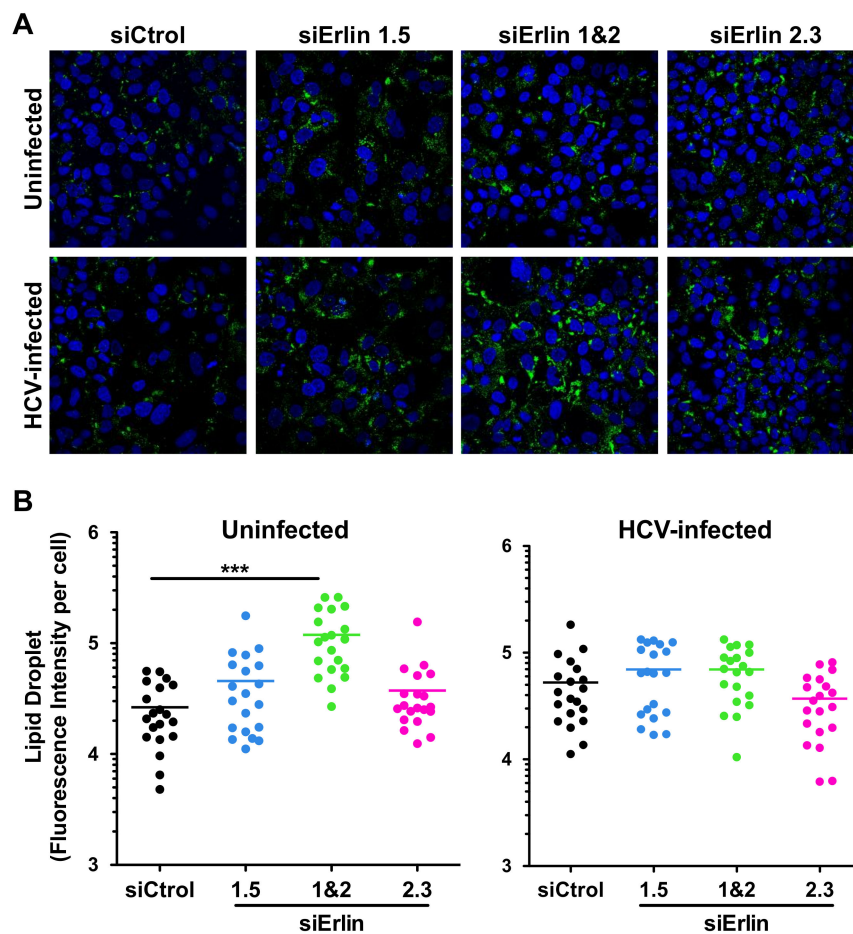 A
siCtrol siErlin 1.5 siErlin 1&2 siErlin 2.3
Uninfected
HCV-infected
B
Uninfected
Lipid Droplet
(Fluorescence Intensity per cell)
6
5
4
3
***
siCtrol 1.5 1&2 2.3
siErlin
HCV-infected
6
5
4
3
siCtrol 1.5 1&2 2.3
siErlin